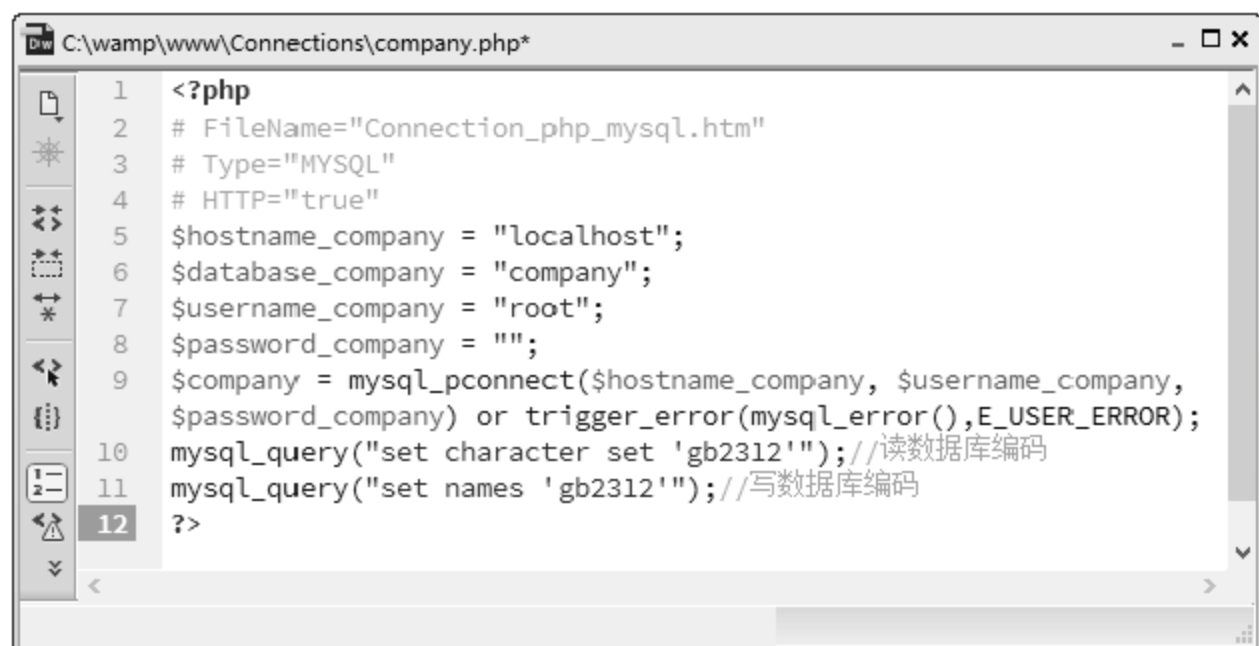 C:\wamp\www\Connections\company.php*
1 <?php
2 # FileName="Connection_php_mysql.htm"
3 # Type="MYSQL"
4 # HTTP="true"
5 $hostname_company = "localhost";
6 $database_company = "company";
7 $username_company = "root";
8 $password_company = "";
9 $company = mysql_pconnect($hostname_company, $username_company,
$password_company) or trigger_error(mysql_error(),E_USER_ERROR);
10 mysql_query("set character set 'gb2312'");//读数据库编码
11 mysql_query("set names 'gb2312'");//写数据库编码
12 ?>